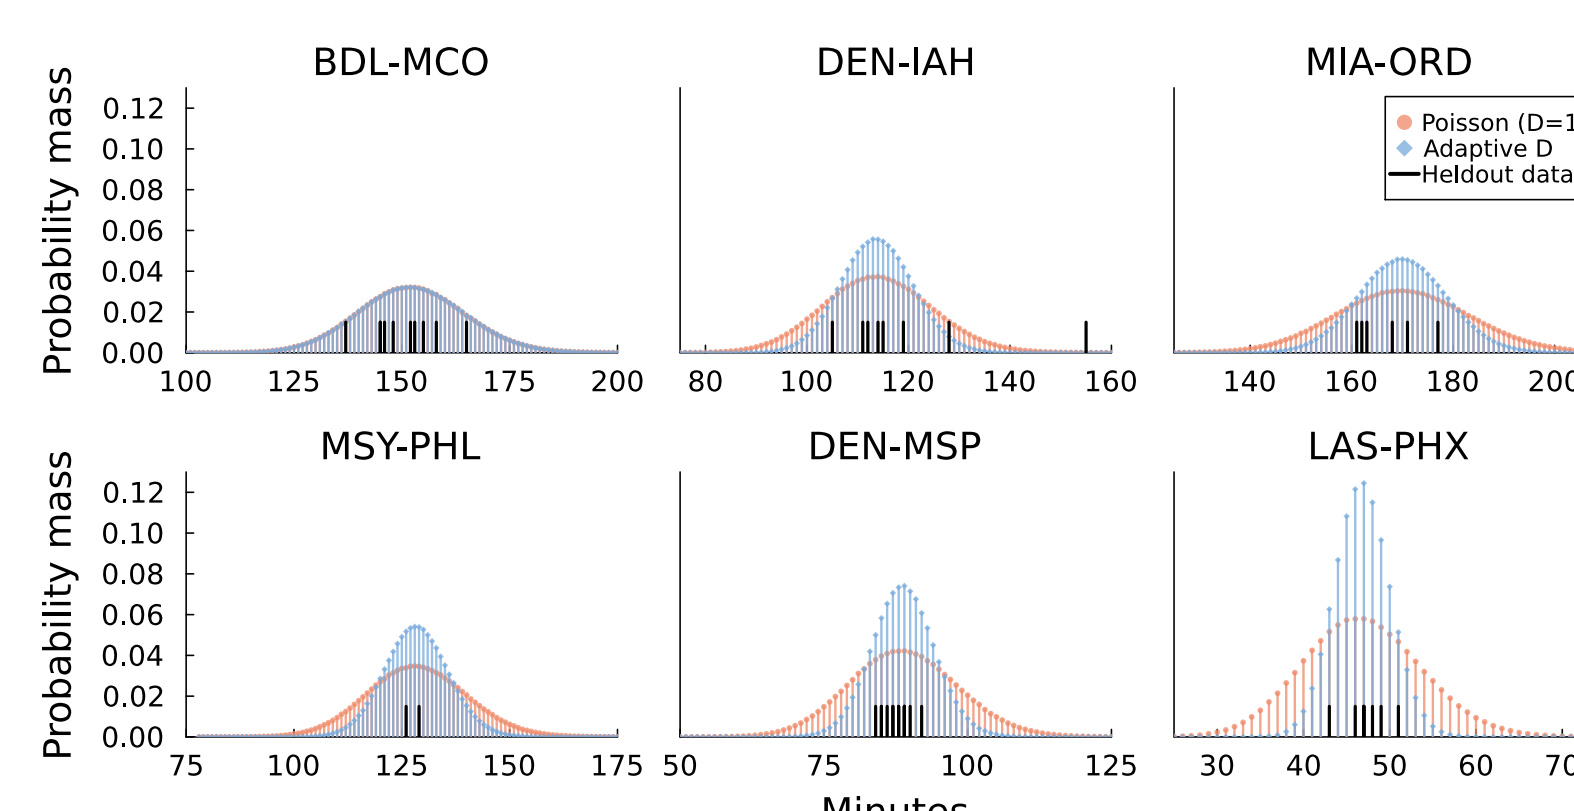 BDL-MCO
DEN-IAH
MIA-ORD
Probability mass
0.12
0.10
0.08
0.06
0.04
0.02
0.00
Poisson (D=1
Adaptive D
Heldout data
100 125 150 175 200
80 100 120 140 160
140 160 180 200
MSY-PHL
DEN-MSP
LAS-PHX
Probability mass
0.12
0.10
0.08
0.06
0.04
0.02
0.00
75 100 125 150 175
50 75 100 125
30 40 50 60 70
Minutes